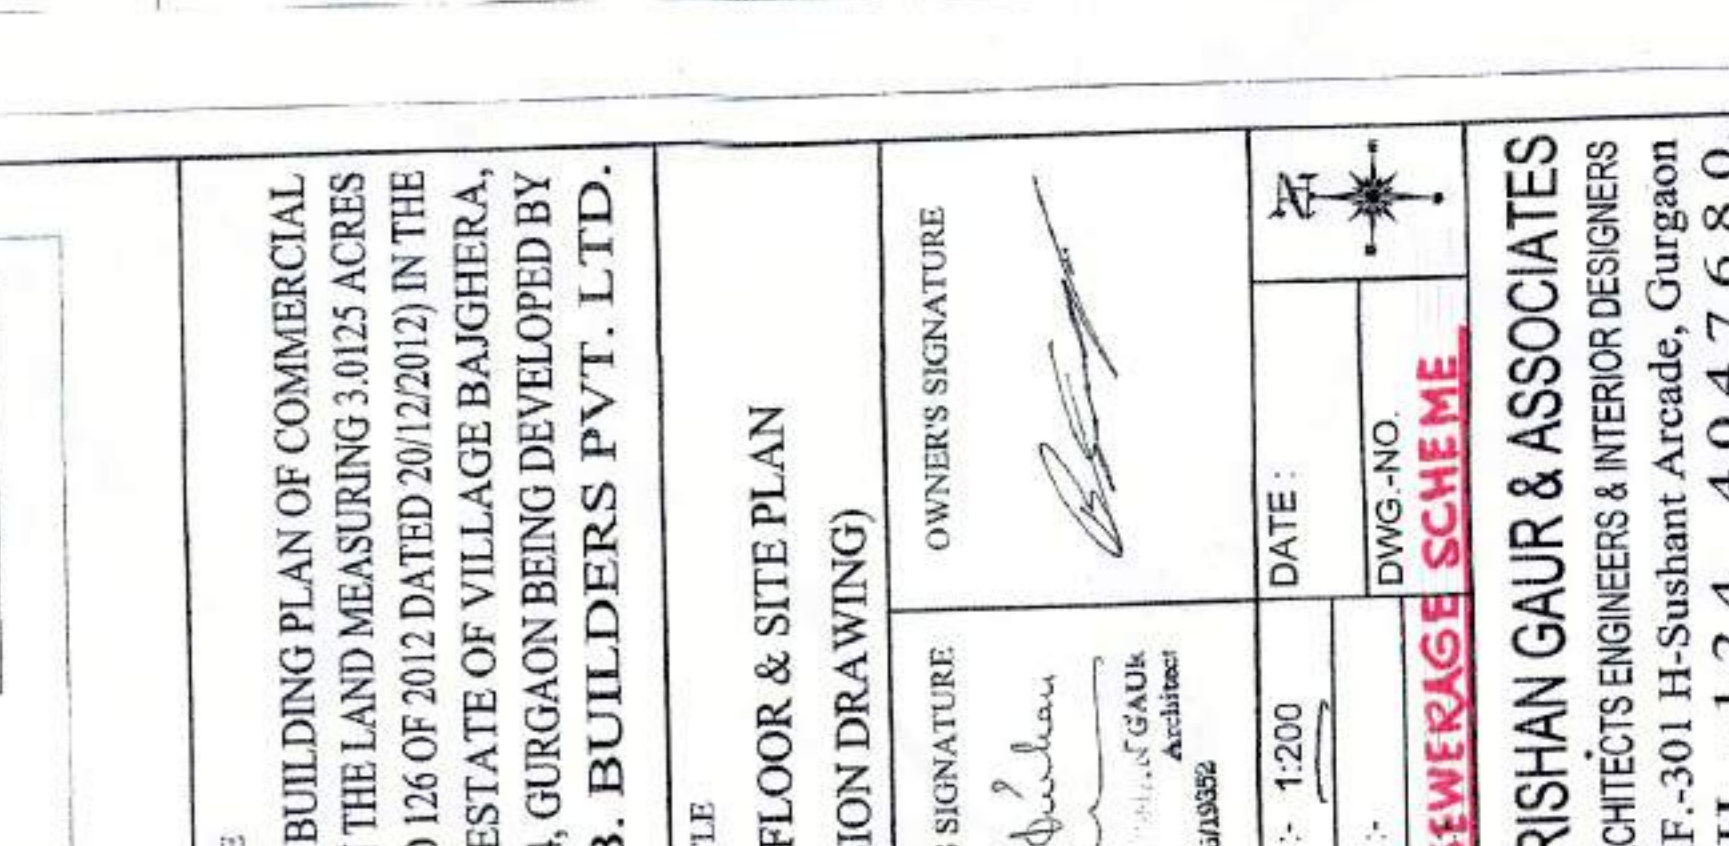 BUILDING PLAN OF COMMERCIAL
THE LAND MEASURING 3.0125 ACRES
126 OF 2012 DATED 20/12/2012) IN THE
ESTATE OF VILLAGE BAJGHERA,
, GURGAON BEING DEVELOPED BY
B. BUILDERS PVT. LTD.
TLE
FLOOR & SITE PLAN
ION DRAWING)
SIGNATURE
OWNER'S SIGNATURE
GAUR
Architect
/19352
:- 1:200
DATE :
:-
DWG.-NO.
SEWERAGE SCHEME
RISHAN GAUR & ASSOCIATES
CHITECTS ENGINEERS & INTERIOR DESIGNERS
F.-301 H-Sushant Arcade, Gurgaon